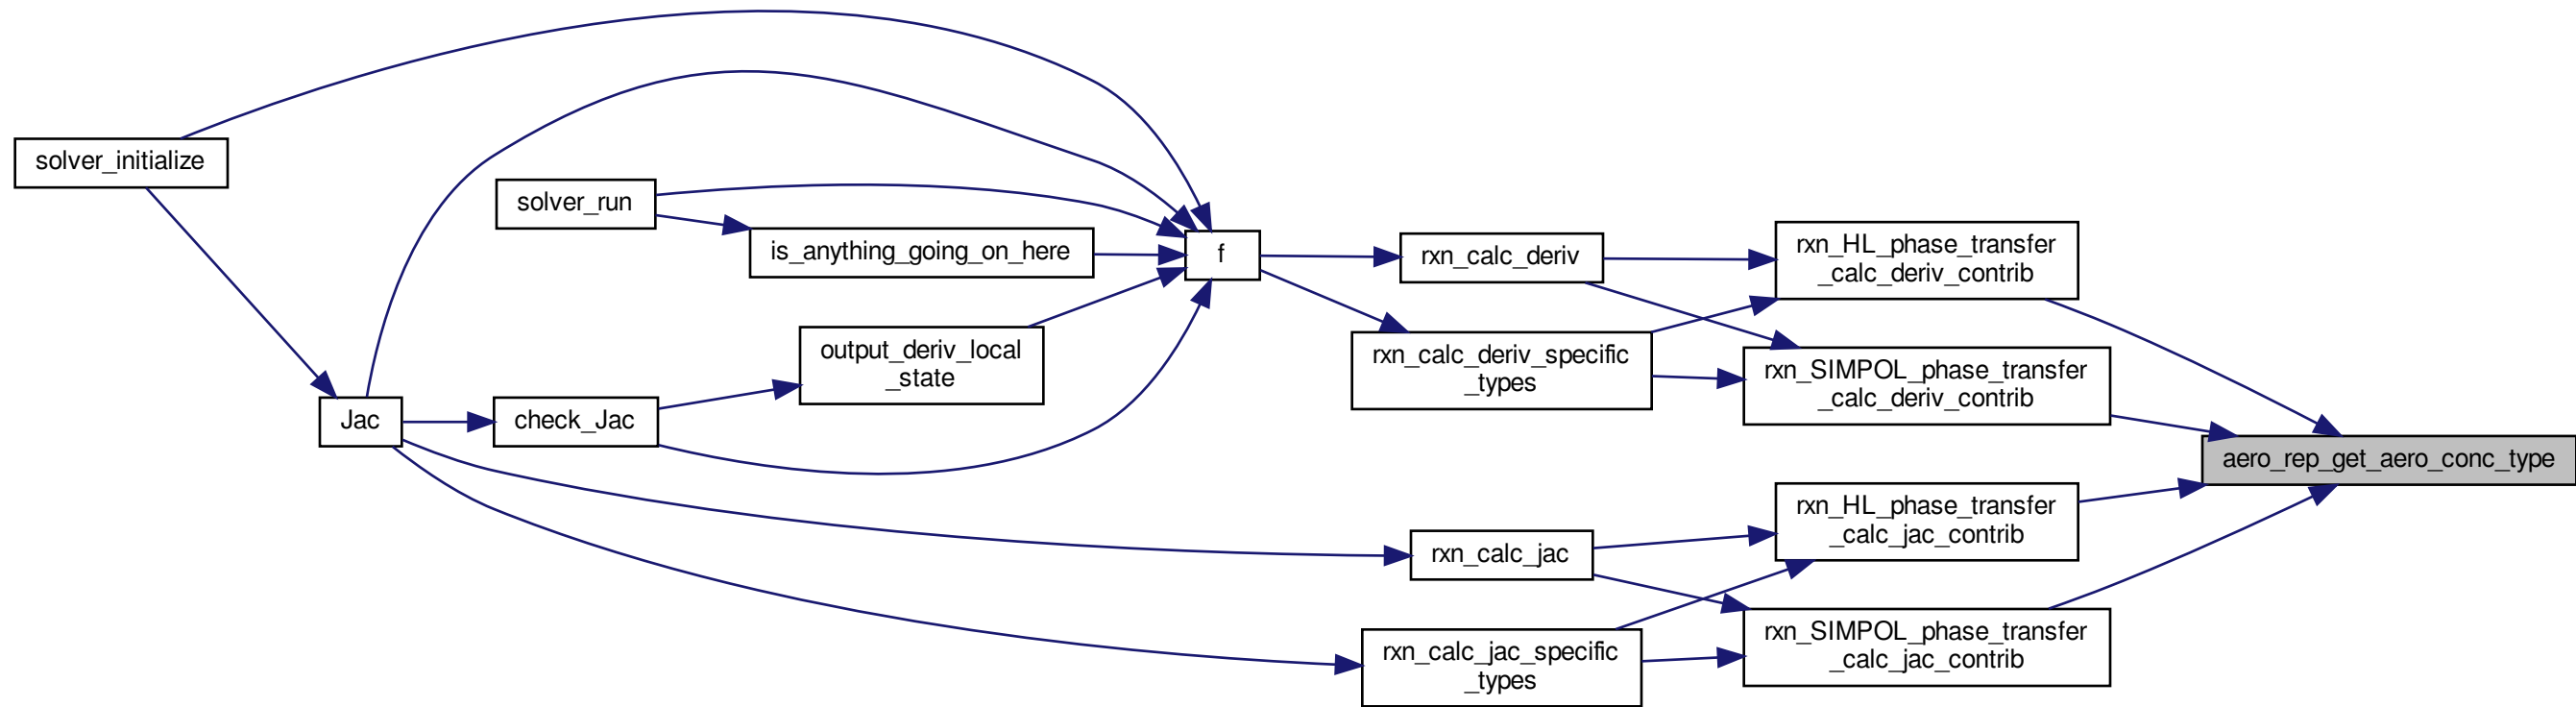 solver_initialize
solver_run
is_anything_going_on_here
f
rxn_calc_deriv
rxn_HL_phase_transfer
_calc_deriv_contrib
output_deriv_local
_state
rxn_calc_deriv_specific
_types
rxn_SIMPOL_phase_transfer
_calc_deriv_contrib
Jac
check_Jac
aero_rep_get_aero_conc_type
rxn_calc_jac
rxn_HL_phase_transfer
_calc_jac_contrib
rxn_calc_jac_specific
_types
rxn_SIMPOL_phase_transfer
_calc_jac_contrib